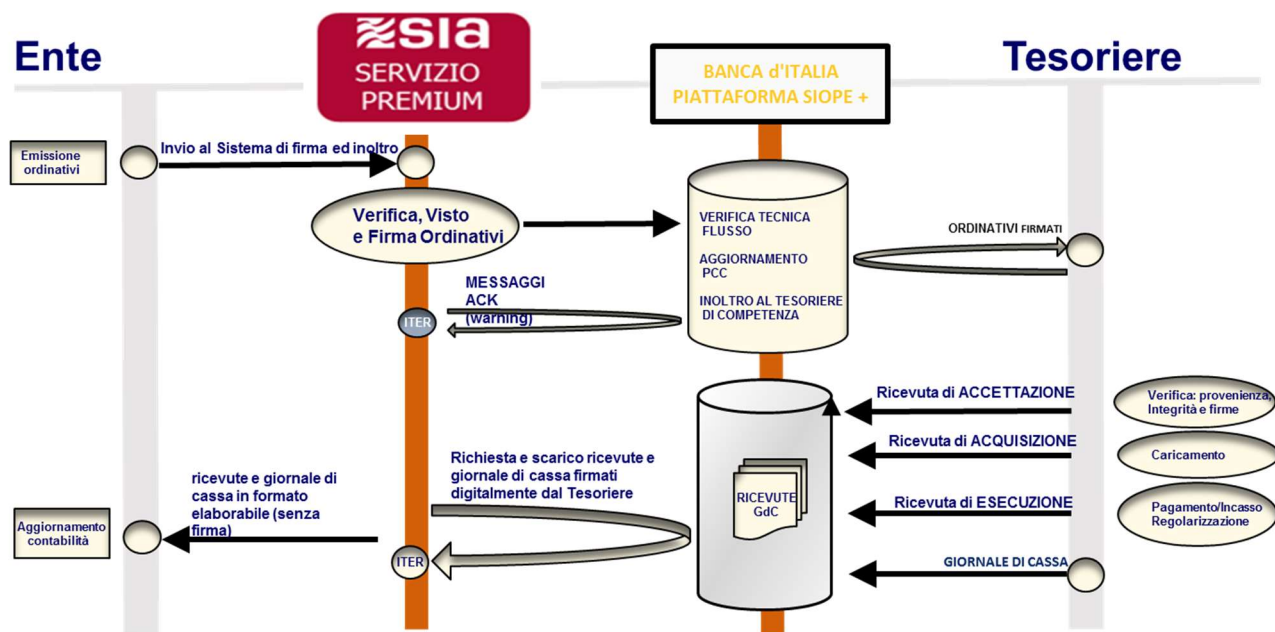 Ente
SIA
SERVIZIO
PREMIUM
BANCA d'ITALIA
PIATTAFORMA SIOPE +
Tesoriere
Emissione
ordinativi
Invio al Sistema di firma ed inoltro
Verifica, Visto
e Firma Ordinativi
VERIFICA TECNICA
FLUSSO
AGGIORNAMENTO
PCC
INOLTRO AL TESORIERE
DI COMPETENZA
ORDINATIVI FIRMATI
MESSAGGI
ACK
(warning)
ITER
Ricevuta di ACCETTAZIONE
Verifica: provenienza,
Integrità e firme
Ricevuta di ACQUISIZIONE
Caricamento
Ricevuta di ESECUZIONE
Pagamento/Incasso
Regolarizzazione
GIORNALE DI CASSA
RICEVUTE
GdC
Richiesta e scarico ricevute e
giornale di cassa firmati
digitalmente dal Tesoriere
ITER
ricevute e giornale di
cassa in formato
elaborabile (senza
firma)
Aggiornamento
contabilità